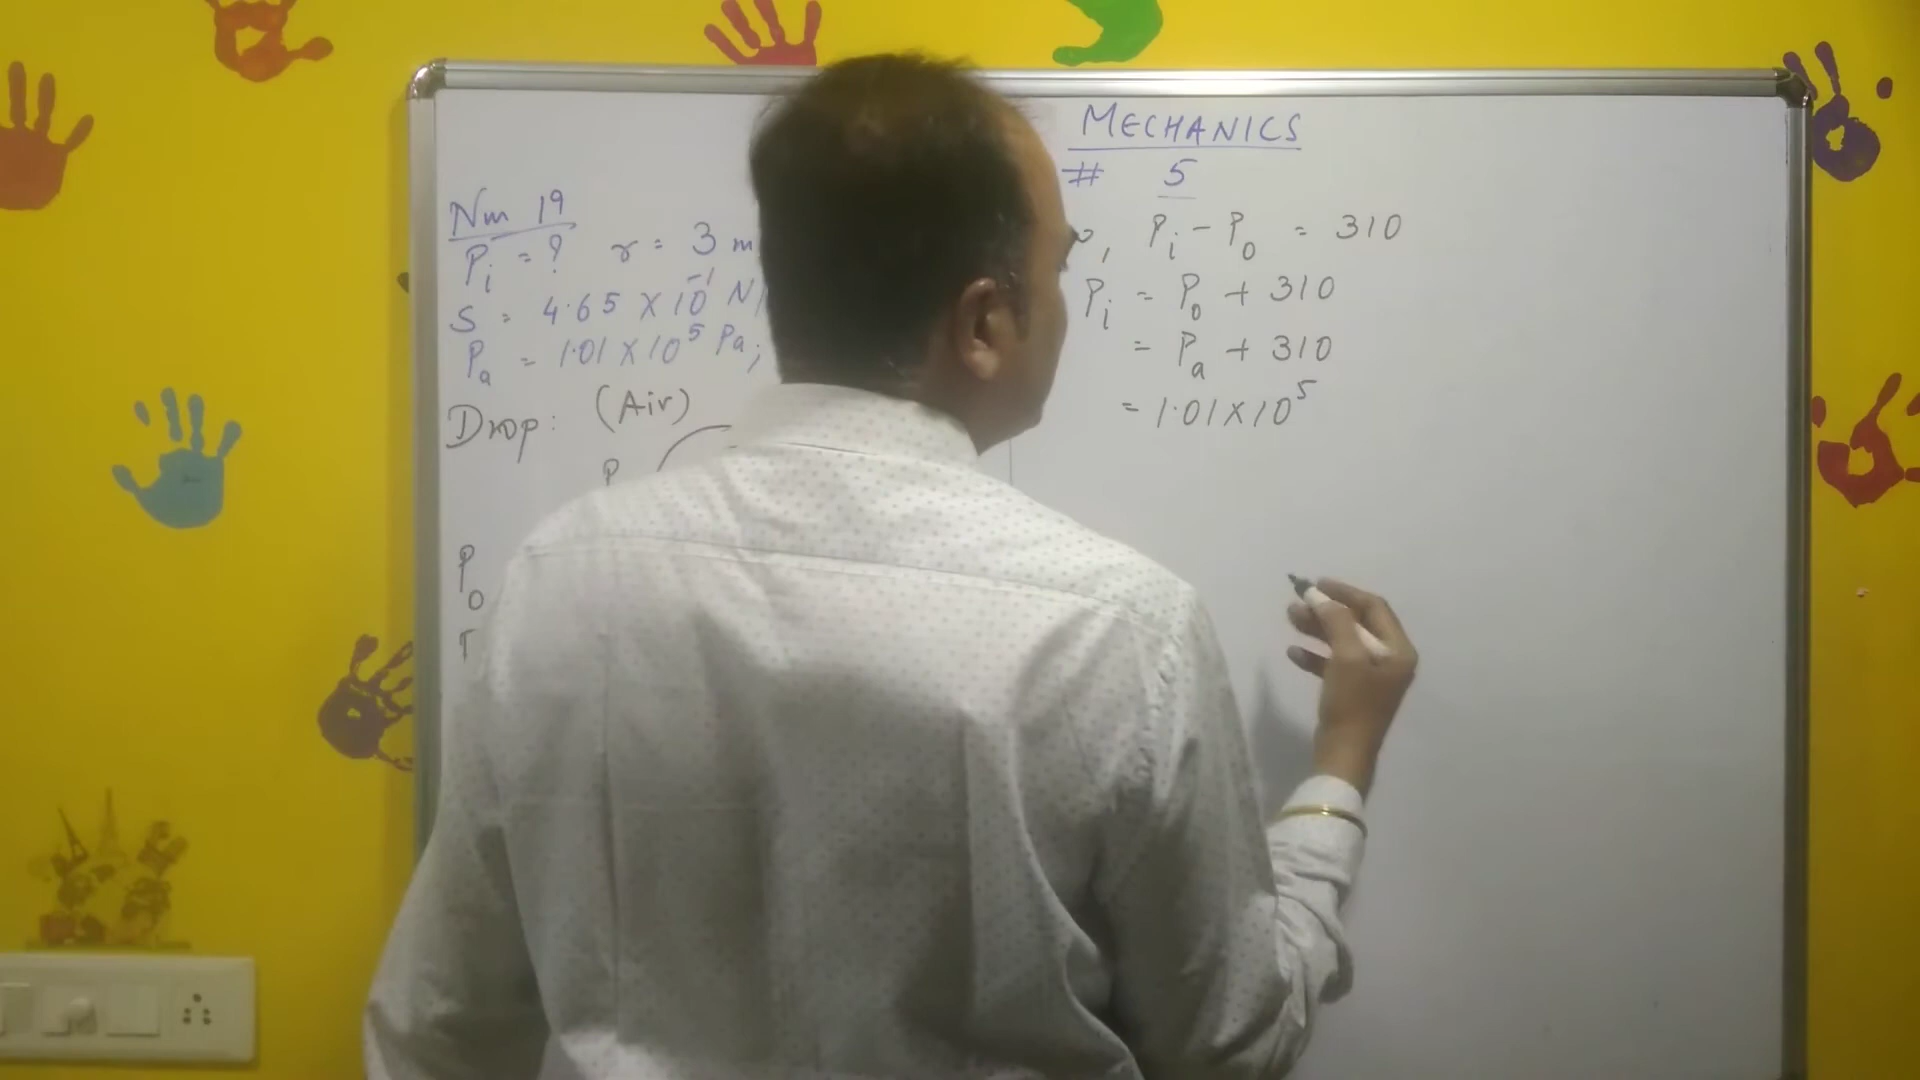 MECHANICS
# 5
Nm 19
Pi = ? r = 3 m
S = 4.65 × 10⁻¹ N
Pa = 1.01 × 10⁵ Pa;
Drop: (Air)
P
Po
T
, Pi - Po = 310
Pi = Po + 310
= Pa + 310
= 1.01 × 10⁵